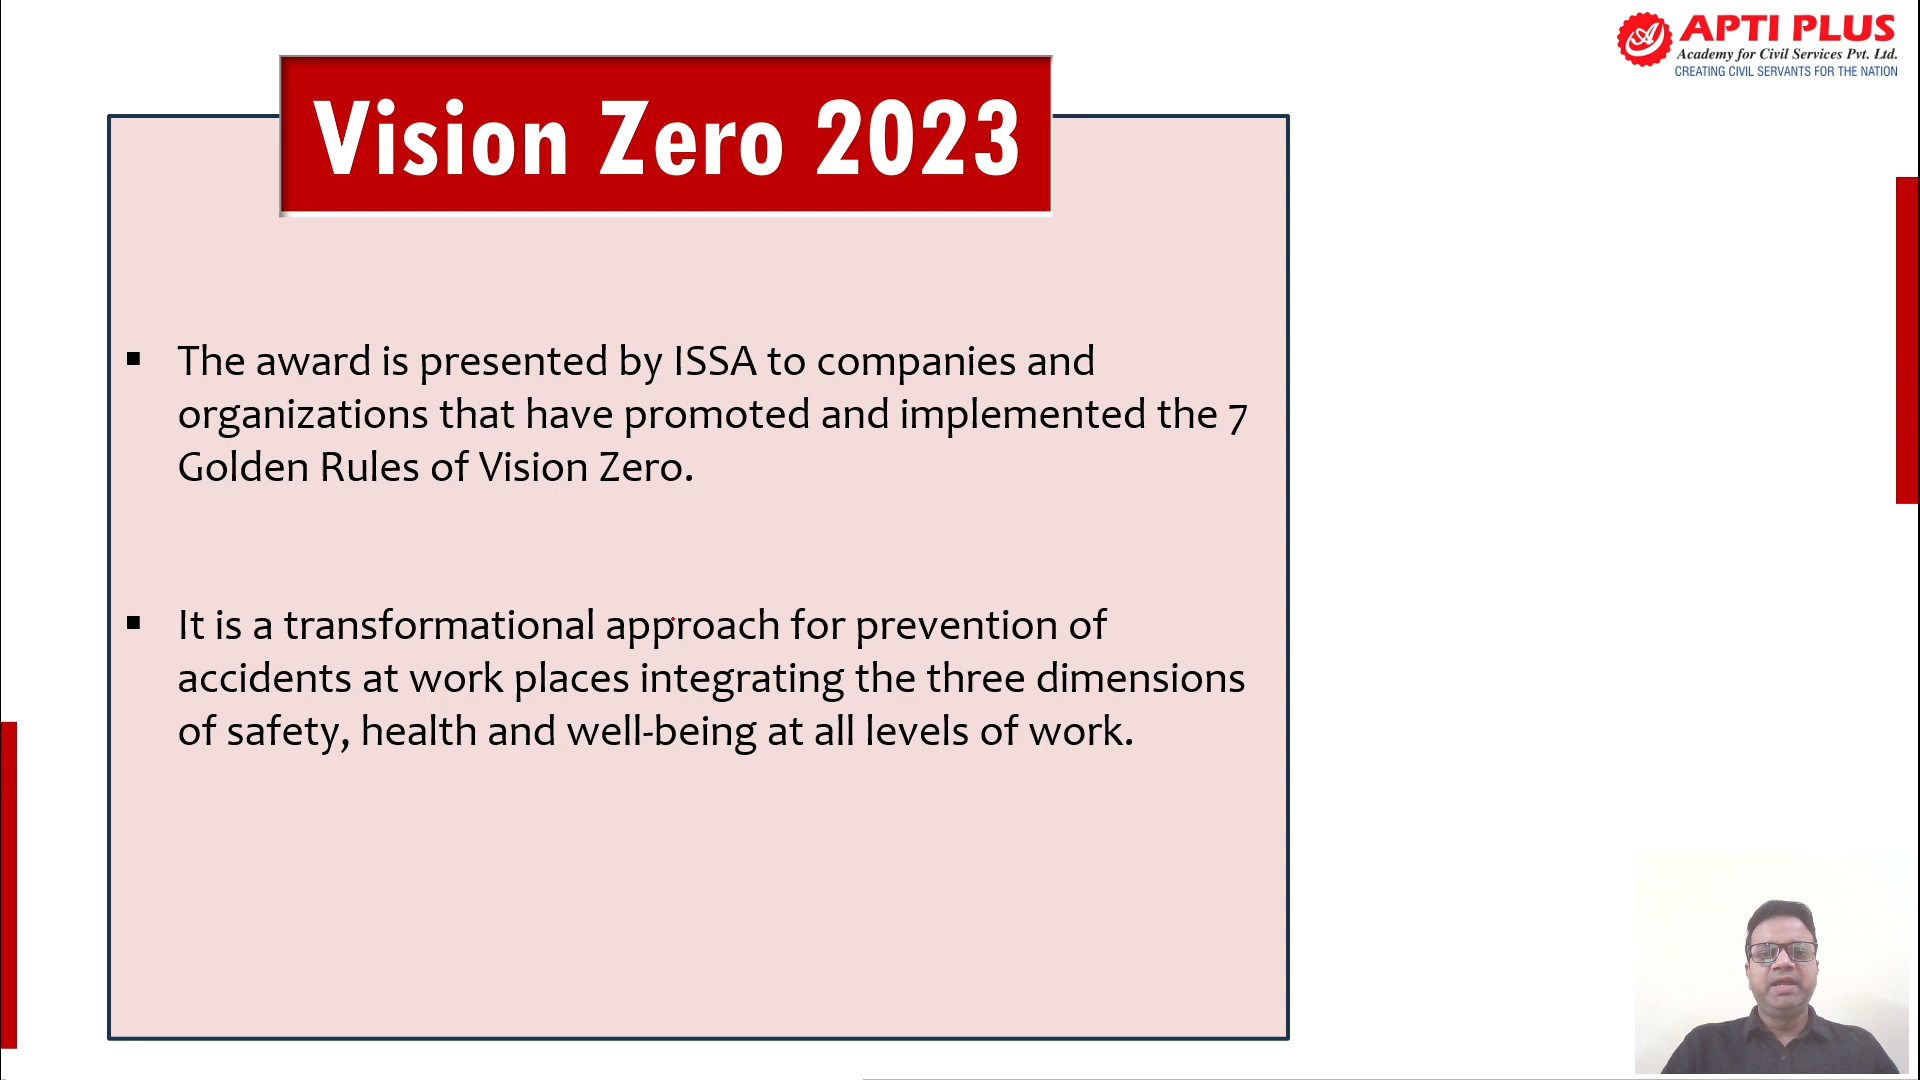 APTI PLUS
Academy for Civil Services Pvt. Ltd.
CREATING CIVIL SERVANTS FOR THE NATION
Vision Zero 2023
▪ The award is presented by ISSA to companies and
organizations that have promoted and implemented the 7
Golden Rules of Vision Zero.
▪ It is a transformational approach for prevention of
accidents at work places integrating the three dimensions
of safety, health and well-being at all levels of work.